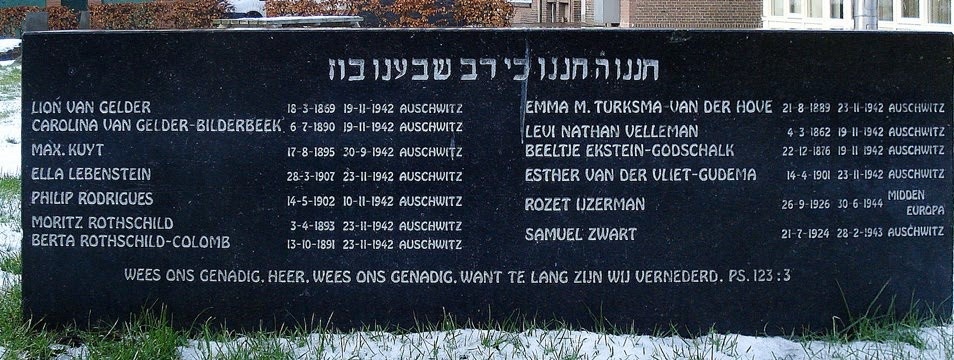 חננו ה׳ חננו כי רב שבענו בוז
LION VAN GELDER 18-3-1869 19-11-1942 AUSCHWITZ
CAROLINA VAN GELDER-BILDERBEEK 6-7-1890 19-11-1942 AUSCHWITZ
MAX. KUYT 17-8-1895 30-9-1942 AUSCHWITZ
ELLA LEBENSTEIN 28-3-1907 23-11-1942 AUSCHWITZ
PHILIP RODRIGUES 14-5-1902 10-11-1942 AUSCHWITZ
MORITZ ROTHSCHILD 3-4-1893 23-11-1942 AUSCHWITZ
BERTA ROTHSCHILD-COLOMB 13-10-1891 23-11-1942 AUSCHWITZ
EMMA M. TURKSMA-VAN DER HOVE 21-8-1889 23-11-1942 AUSCHWITZ
LEVI NATHAN VELLEMAN 4-3-1862 19-11-1942 AUSCHWITZ
BEELTJE EKSTEIN-GODSCHALK 22-12-1876 19-11-1942 AUSCHWITZ
ESTHER VAN DER VLIET-GUDEMA 14-4-1901 23-11-1942 AUSCHWITZ
ROZET IJZERMAN 26-9-1926 30-6-1944 MIDDEN
EUROPA
SAMUEL ZWART 21-7-1924 28-2-1943 AUSCHWITZ
WEES ONS GENADIG, HEER, WEES ONS GENADIG, WANT TE LANG ZIJN WIJ VERNEDERD. PS. 123:3